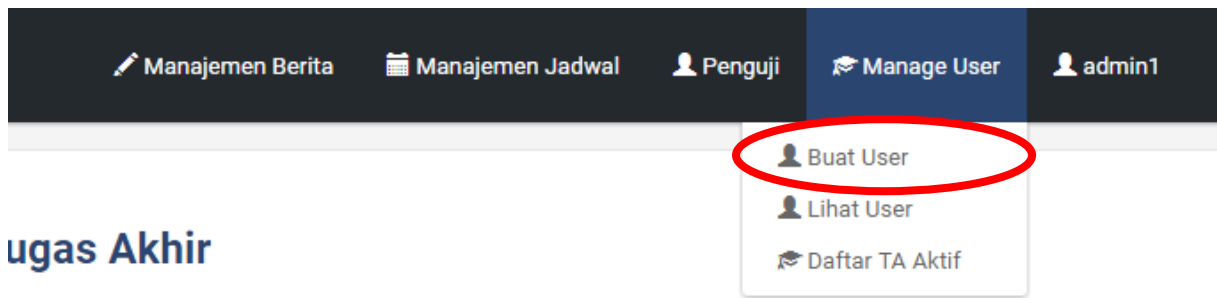 Manajemen Berita Manajemen Jadwal Penguji Manage User admin1
Buat User
Lihat User
ugas Akhir
Daftar TA Aktif